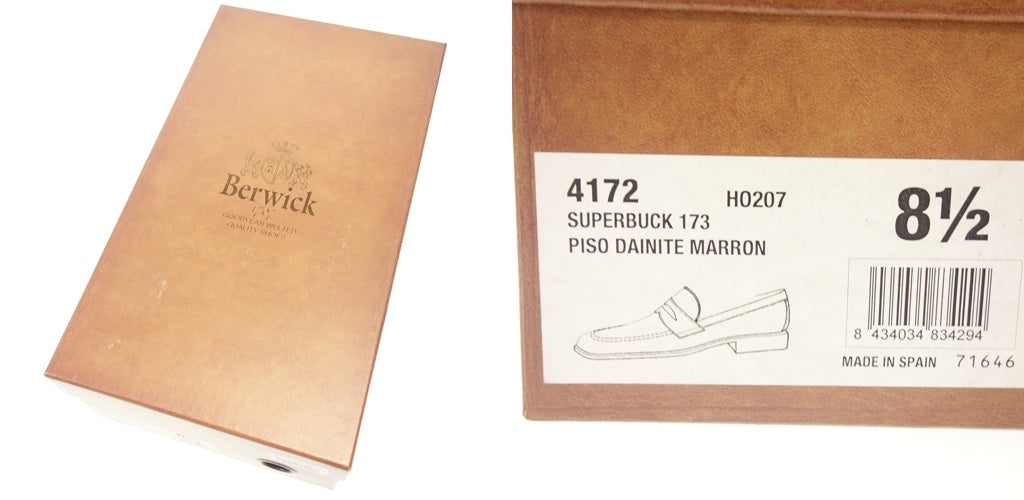 Berwick
GOODYEAR WELTED
QUALITY SHOES
4172
HO207
8½
SUPERBUCK 173
PISO DAINITE MARRON
8 434034 834294
MADE IN SPAIN 71646